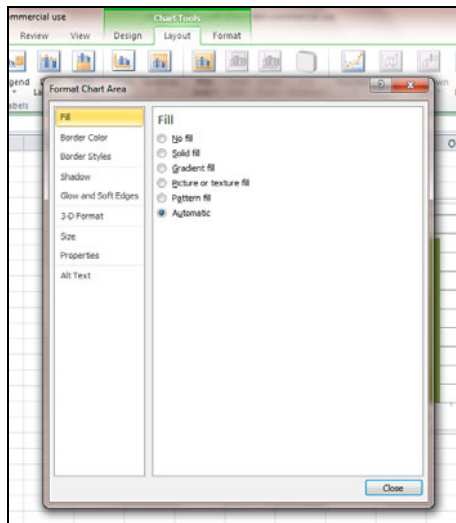 ommercial use
Chart Tools
Review View Design Layout Format
gend
abels
Format Chart Area
Fill
Border Color
Border Styles
Shadow
Glow and Soft Edges
3-D Format
Size
Properties
Alt Text
Fill
No fill
Solid fill
Gradient fill
Picture or texture fill
Pattern fill
Automatic
Close